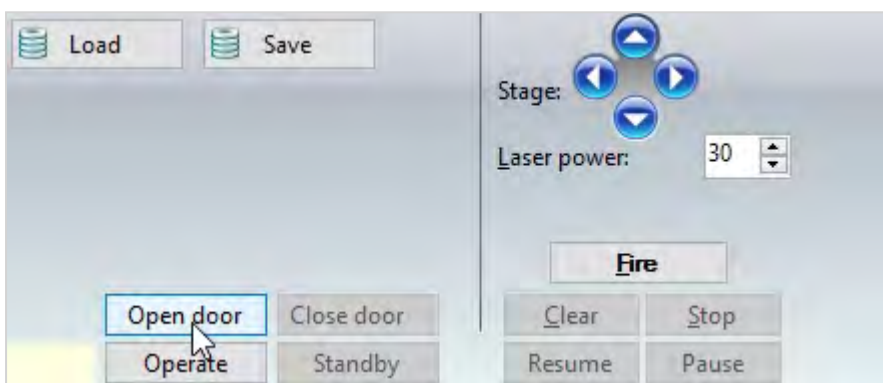 Load Save
Stage:
Laser power: 30
Fire
Open door Close door Clear Stop
Operate Standby Resume Pause